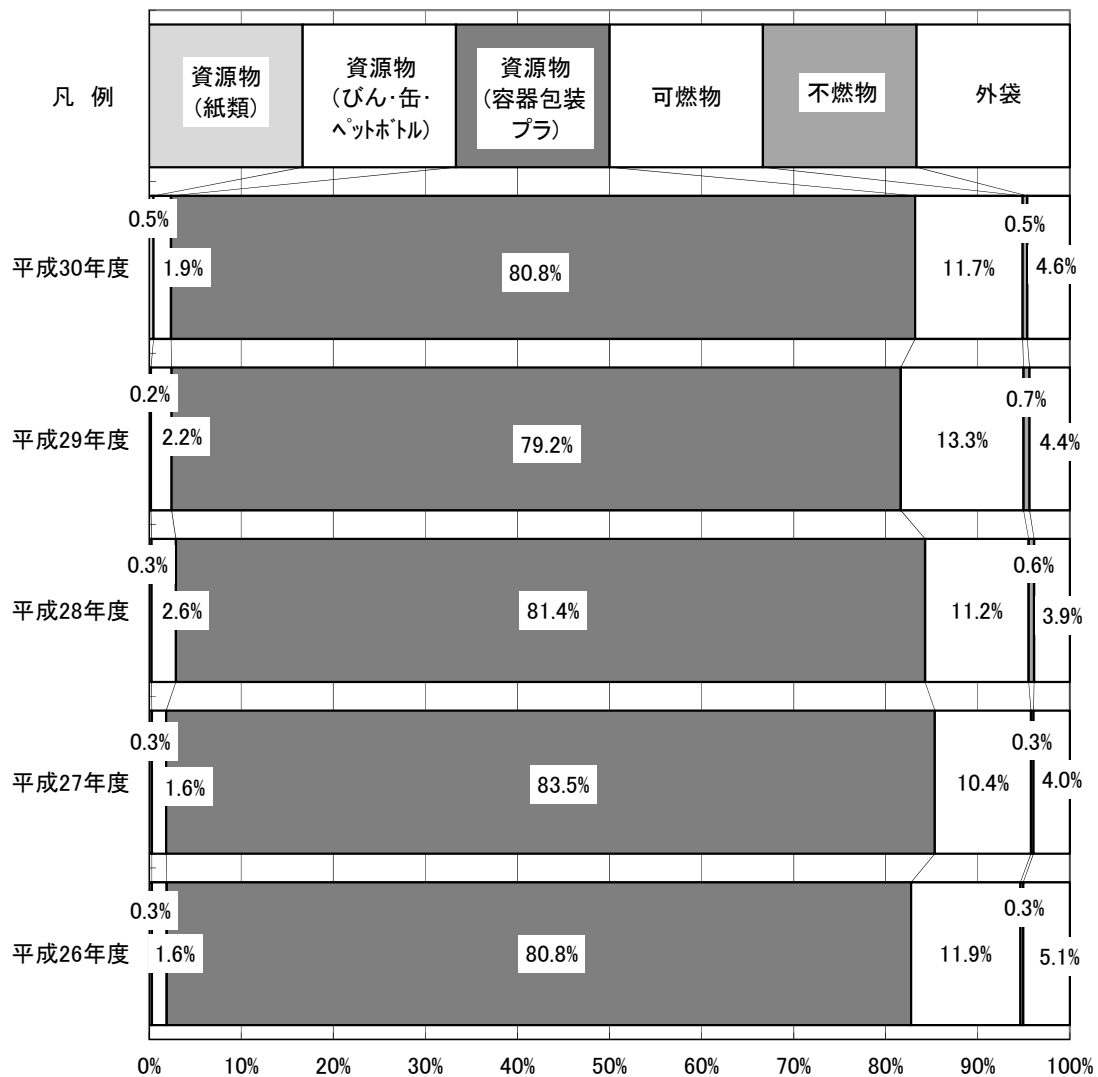 凡 例
資源物
(紙類)
資源物
(びん･缶･
ﾍﾟｯﾄﾎﾞﾄﾙ)
資源物
(容器包装
プラ)
可燃物
不燃物
外袋
平成30年度
0.5%
1.9%
80.8%
11.7%
0.5%
4.6%
平成29年度
0.2%
2.2%
79.2%
13.3%
0.7%
4.4%
平成28年度
0.3%
2.6%
81.4%
11.2%
0.6%
3.9%
平成27年度
0.3%
1.6%
83.5%
10.4%
0.3%
4.0%
平成26年度
0.3%
1.6%
80.8%
11.9%
0.3%
5.1%
0% 10% 20% 30% 40% 50% 60% 70% 80% 90% 100%